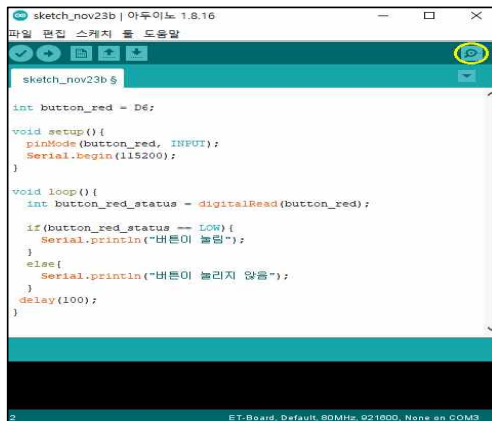 sketch_nov23b | 아두이노 1.8.16
파일 편집 스케치 툴 도움말
sketch_nov23b §
int button_red = D6;
void setup(){
pinMode(button_red, INPUT);
Serial.begin(115200);
}
void loop(){
int button_red_status = digitalRead(button_red);
if(button_red_status == LOW){
Serial.println("버튼이 눌림");
}
else{
Serial.println("버튼이 눌리지 않음");
}
delay(100);
}
2 ET-Board, Default, 80MHz, 921600, None on COM3